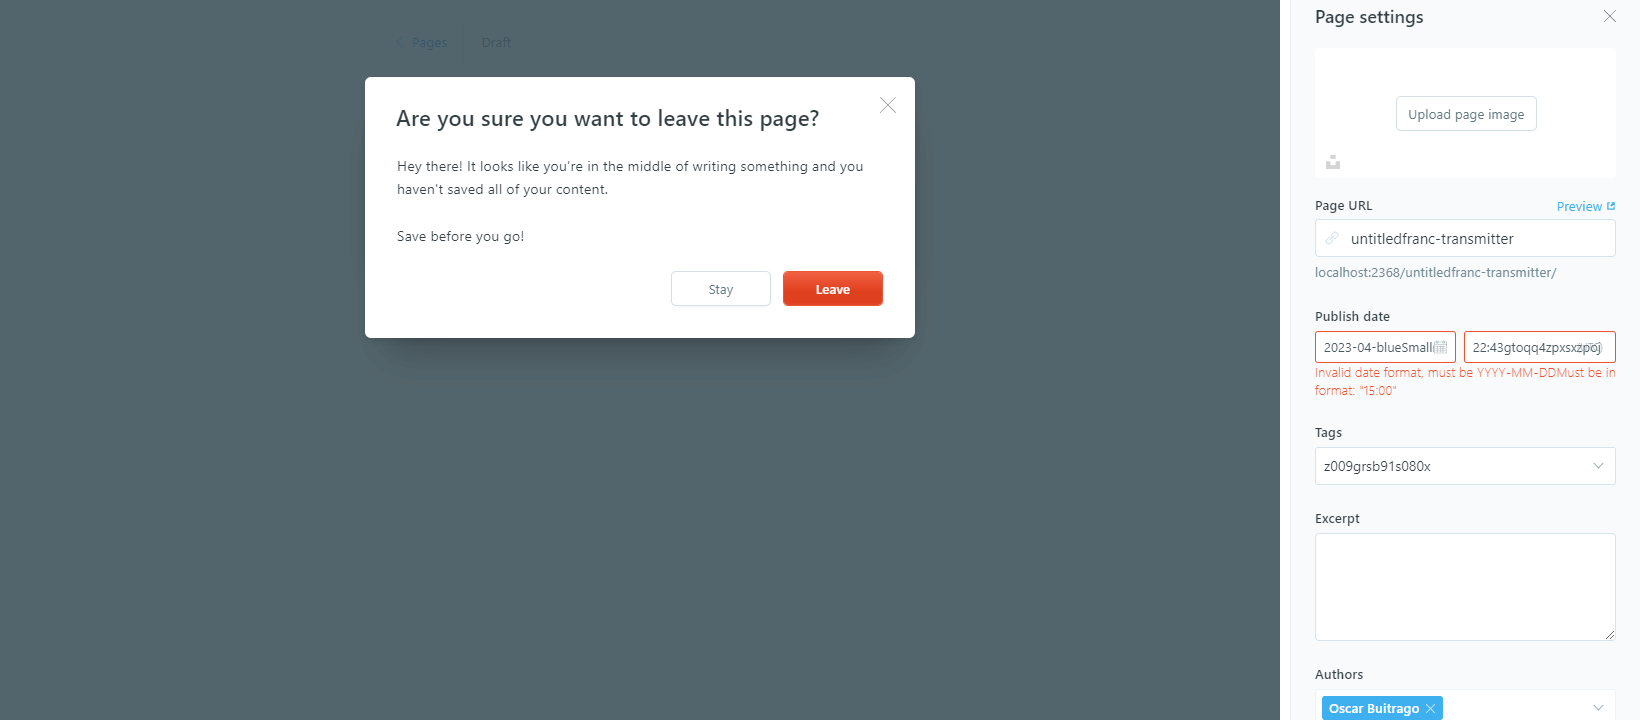 Pages
Draft
Are you sure you want to leave this page?
Hey there! It looks like you're in the middle of writing something and you
haven't saved all of your content.
Save before you go!
Stay
Leave
Page settings
Upload page image
Page URL
Preview
untitledfranc-transmitter
localhost:2368/untitledfranc-transmitter/
Publish date
2023-04-blueSmall
22:43gtoqq4zpxsxzpoj
Invalid date format, must be YYYY-MM-DDMust be in
format: "15:00"
Tags
z009grsb91s080x
Excerpt
Authors
Oscar Buitrago